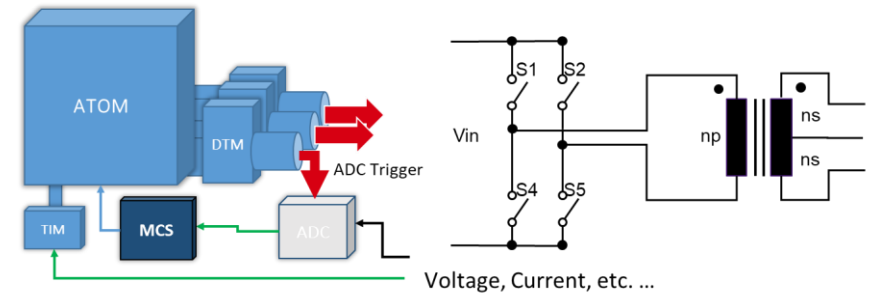 ATOM
DTM
ADC Trigger
TIM
MCS
ADC
Voltage, Current, etc. ...
S1
S2
Vin
S4
S5
np
ns
ns